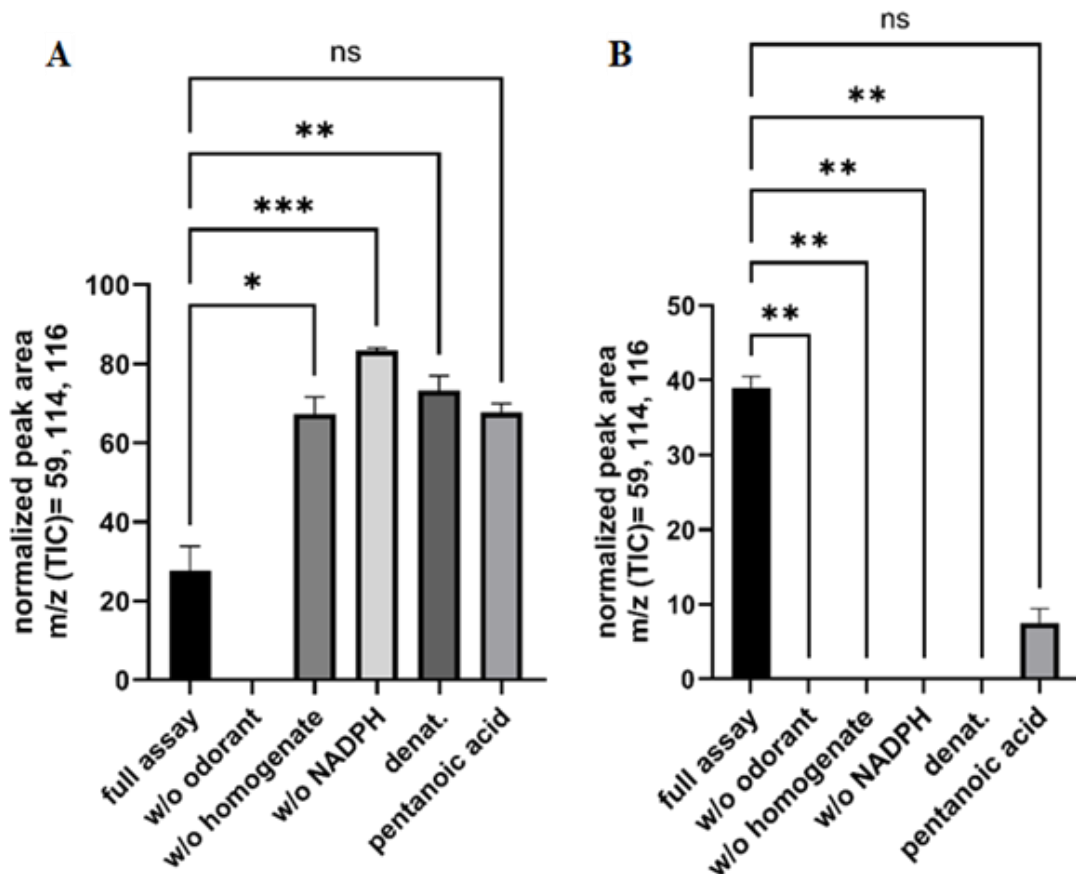 A
ns
**
***
*
normalized peak area
m/z (TIC)= 59, 114, 116
100
80
60
40
20
0
full assay
w/o odorant
w/o homogenate
w/o NADPH
denat.
pentanoic acid
B
ns
**
**
**
**
normalized peak area
m/z (TIC)= 59, 114, 116
50
40
30
20
10
0
full assay
w/o odorant
w/o homogenate
w/o NADPH
denat.
pentanoic acid